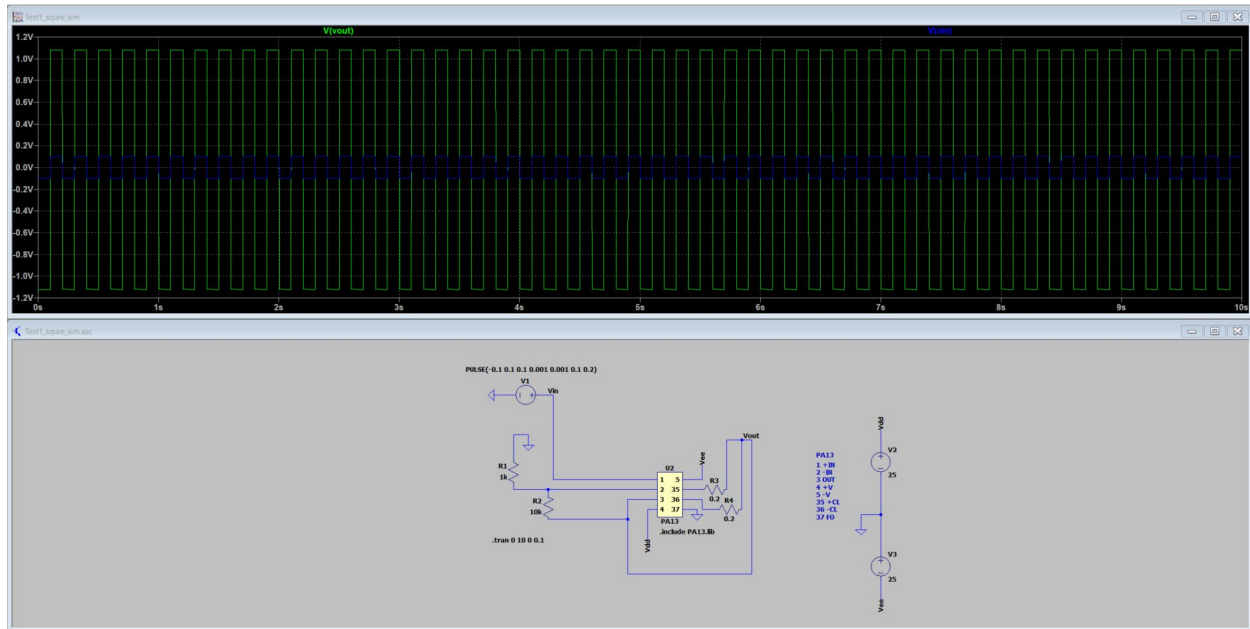 Test1_squre_sim
V(vout)
V(vin)
1.2V
1.0V
0.8V
0.6V
0.4V
0.2V
0.0V
-0.2V
-0.4V
-0.6V
-0.8V
-1.0V
-1.2V
0s 1s 2s 3s 4s 5s 6s 7s 8s 9s 10s
Test1_squre_sim.asc
PULSE(-0.1 0.1 0.1 0.001 0.001 0.1 0.2)
V1
Vin
Vout
R1
1k
R2
10k
U2
Vee
1 5
2 35
3 36
4 37
R3
0.2
R4
0.2
PA13
.include PA13.lib
Vdd
.tran 0 10 0 0.1
PA13
1 +IN
2 -IN
3 OUT
4 +V
5 -V
35 +CL
36 -CL
37 FO
Vdd
V2
25
V3
25
Vee